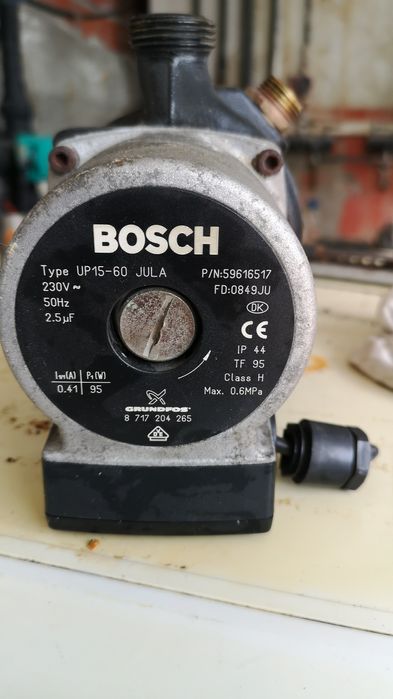 BOSCH
Type UP15-60 JULA P/N:59616517
230V ~ FD:0849JU
50Hz DK
2.5µF CE
IP 44
TF 95
I₁/₁(A) P₁(W) Class H
0.41 95 Max. 0.6MPa
GRUNDFOS
8 717 204 265